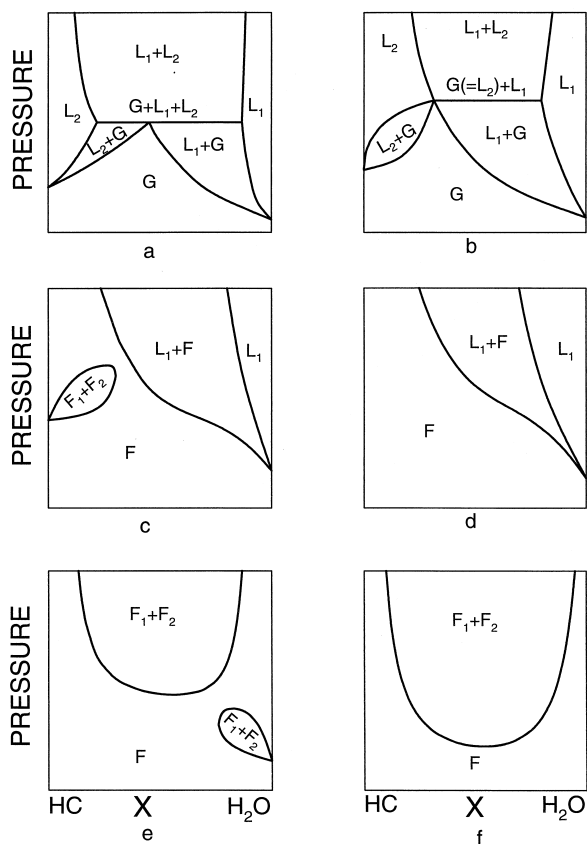 PRESSURE
L₁+L₂
L₂
G+L₁+L₂
L₁
L₂+G
L₁+G
G
a
L₁+L₂
L₂
G(=L₂)+L₁
L₁
L₂+G
L₁+G
G
b
PRESSURE
L₁+F
L₁
F₁+F₂
F
c
L₁+F
L₁
F
d
PRESSURE
F₁+F₂
F₁+F₂
F
HC X H₂O
e
F₁+F₂
F
HC X H₂O
f